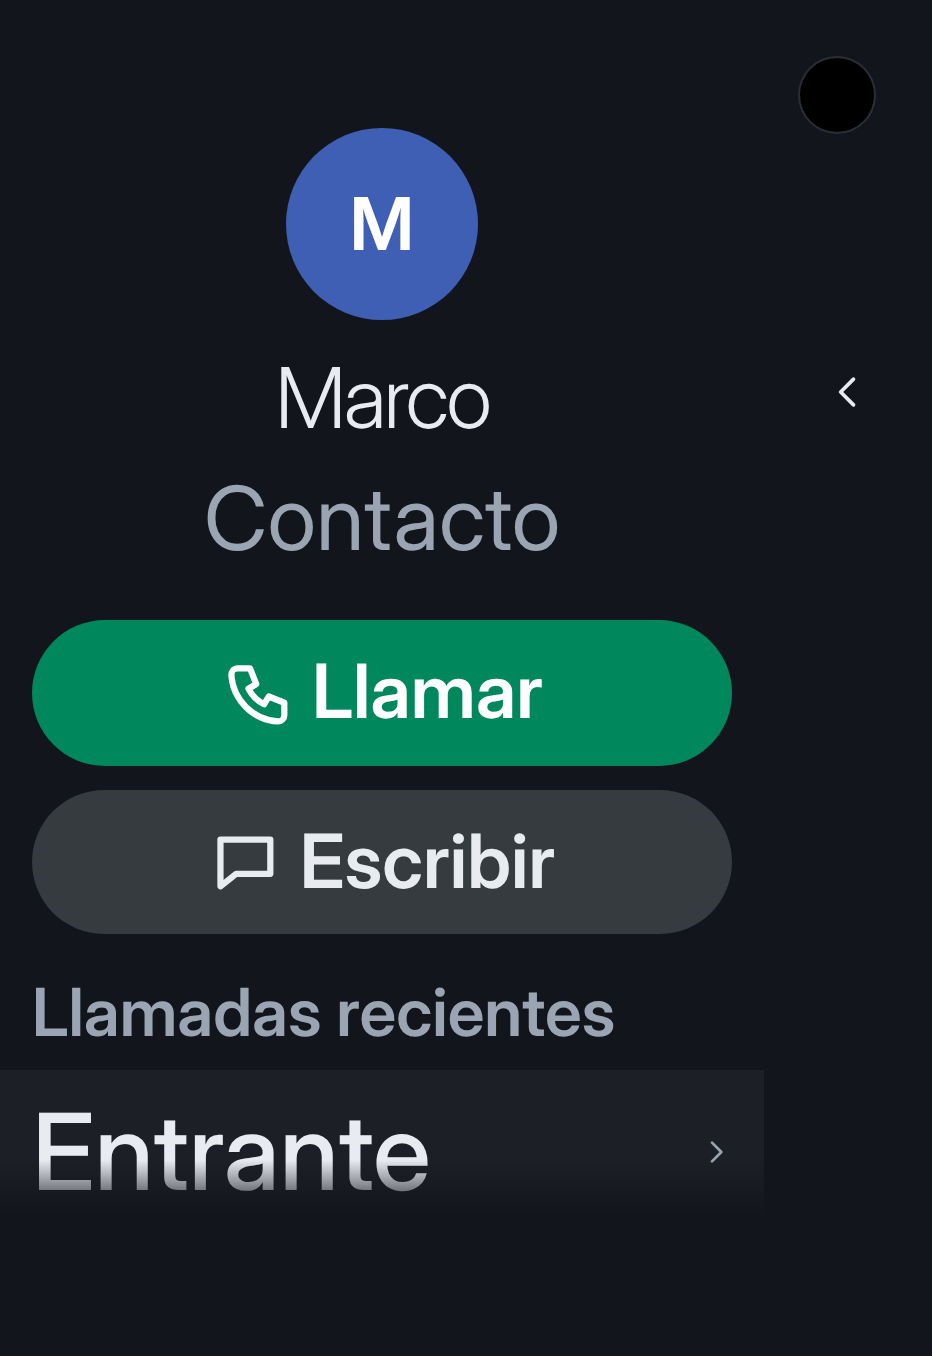 M
Marco
Contacto
Llamar
Escribir
Llamadas recientes
Entrante